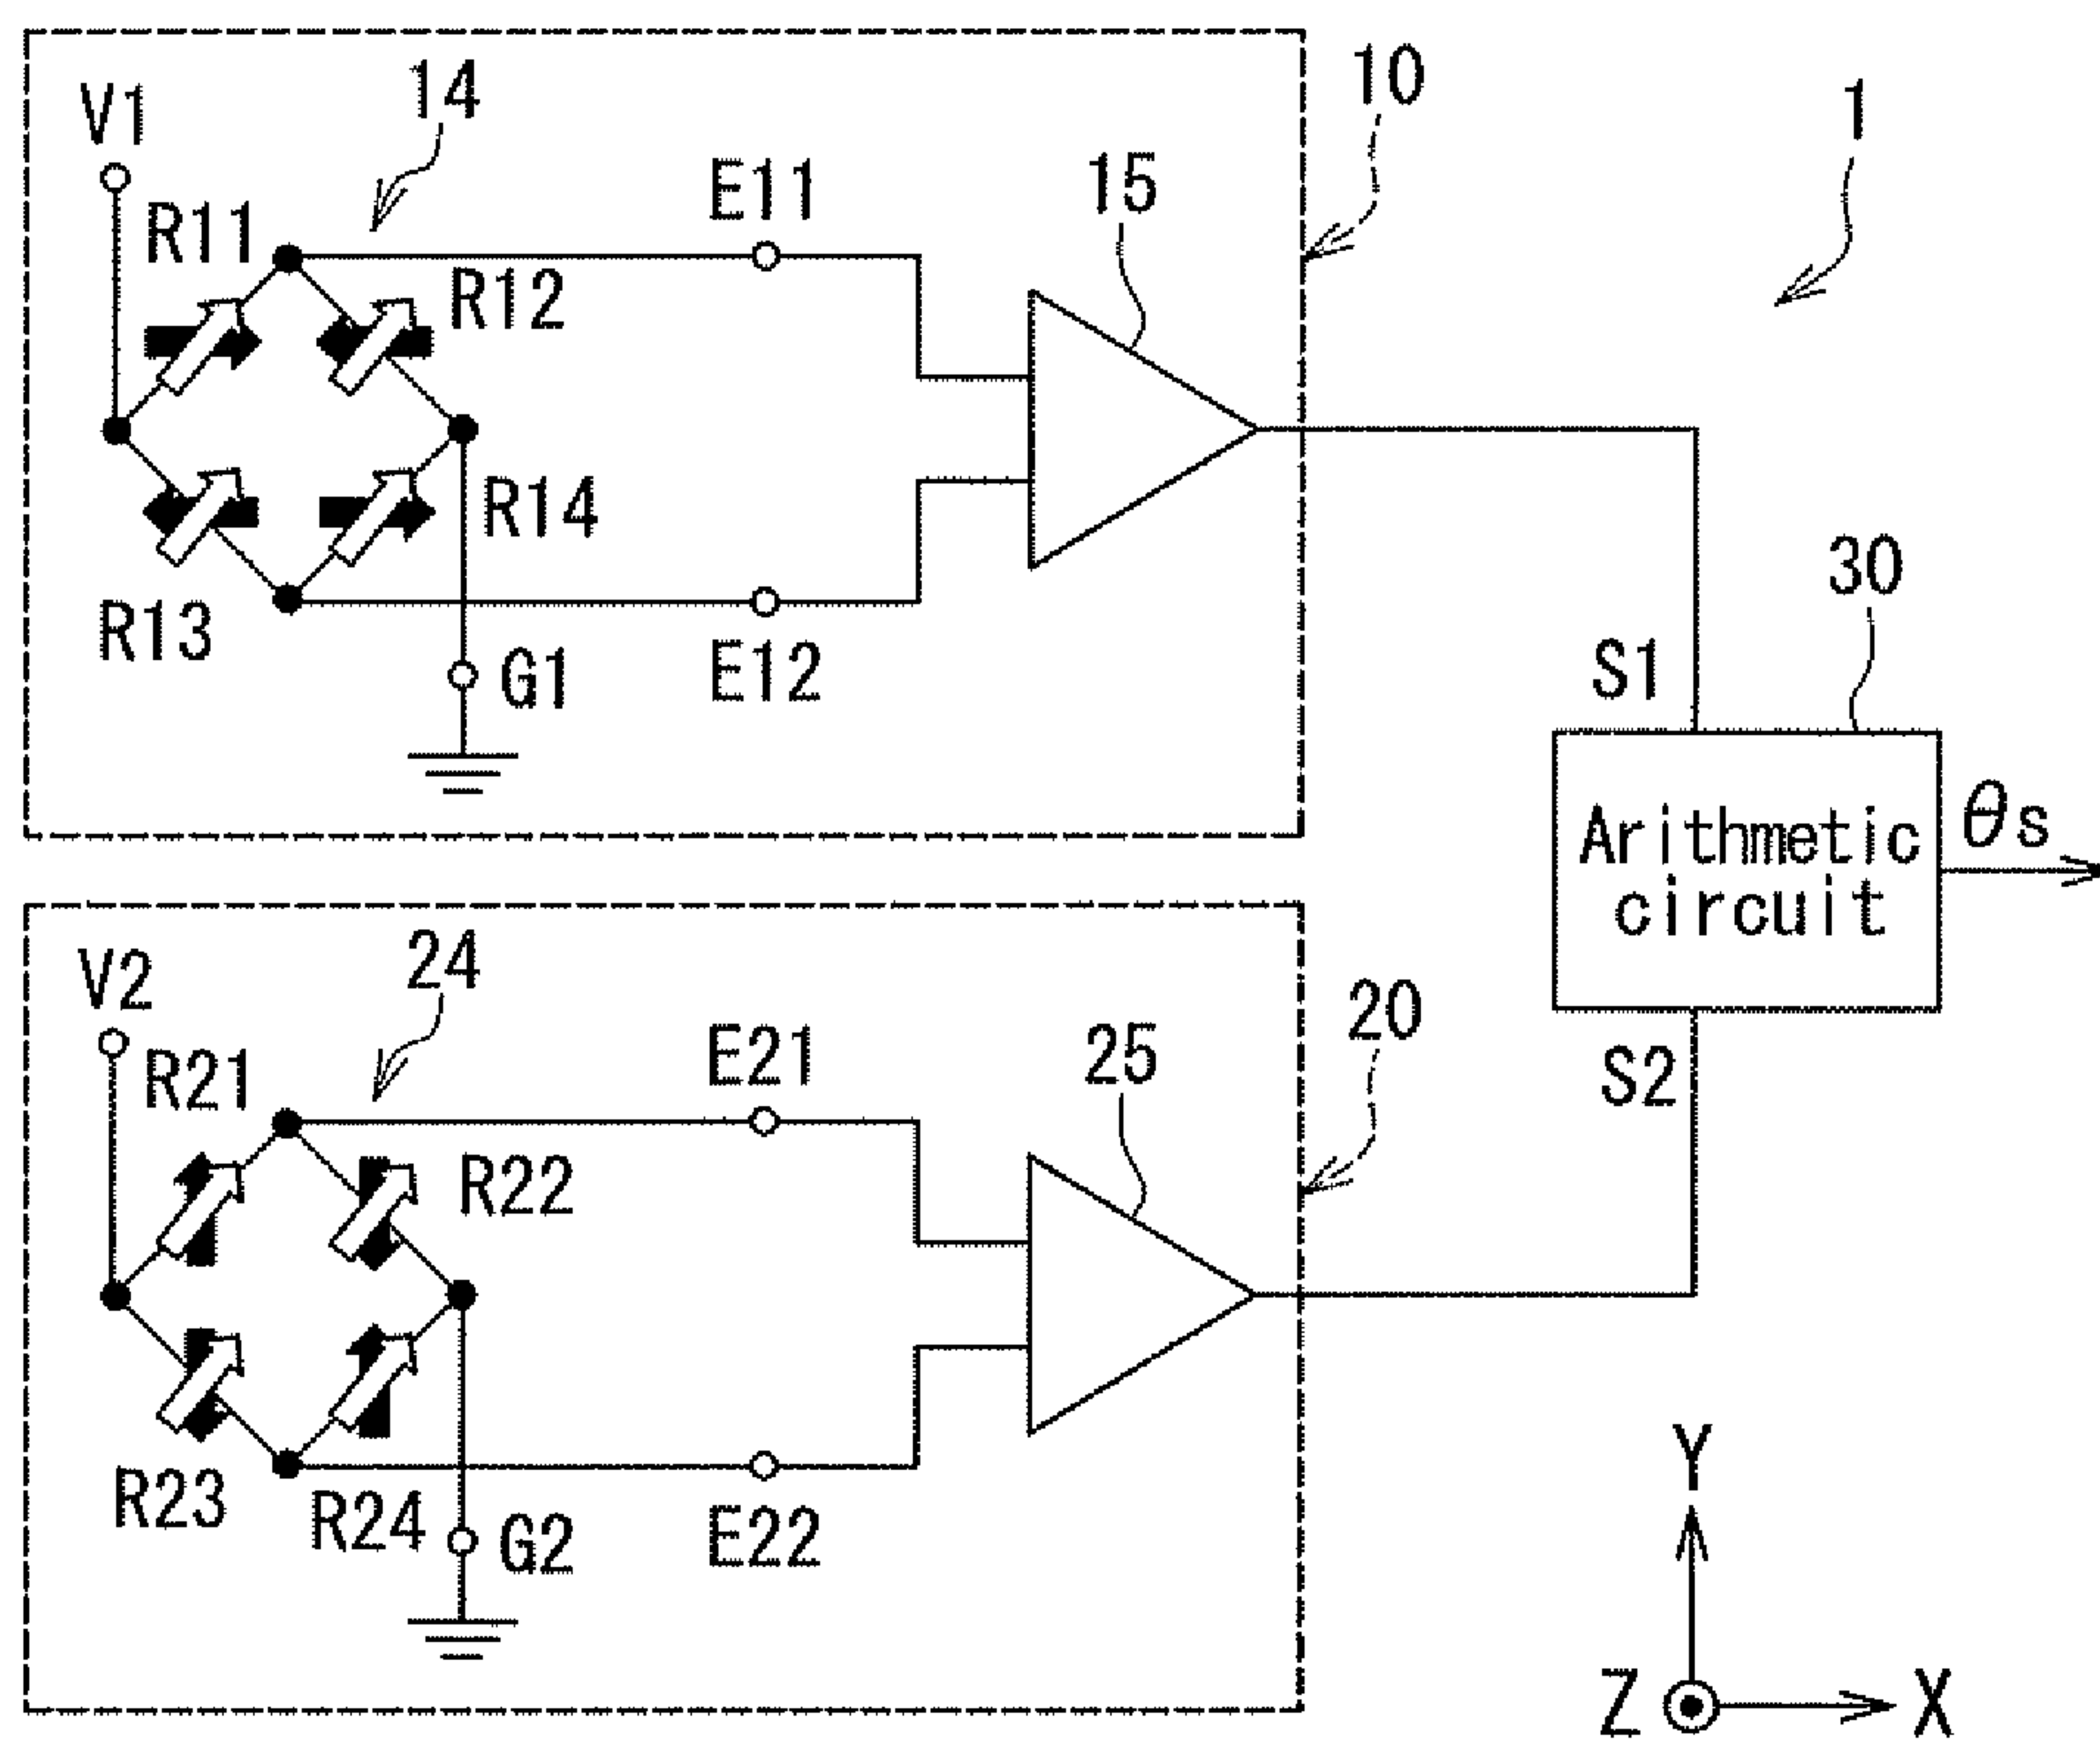 V1
14
10
1
R11
E11
15
R12
R14
R13
G1
E12
30
S1
Arithmetic
circuit
θs
V2
24
20
R21
E21
25
S2
R22
R23
R24
G2
E22
Y
Z
X